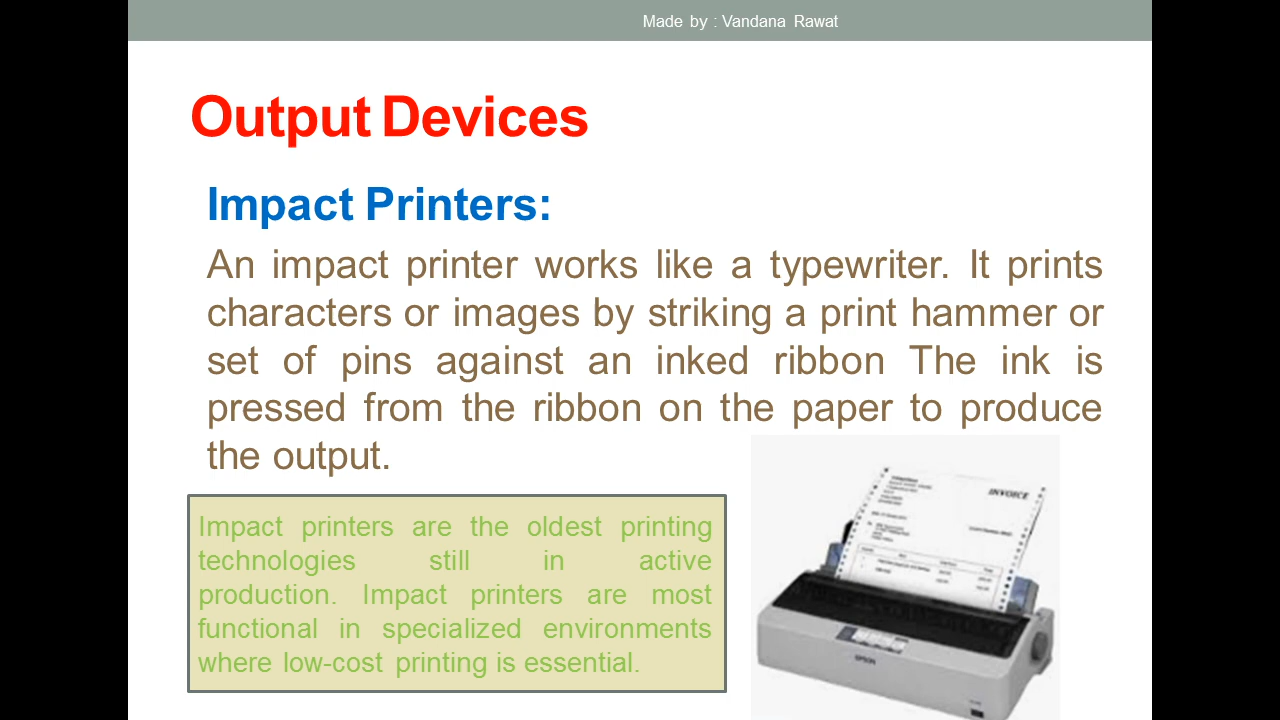 Made by : Vandana Rawat
Output Devices
Impact Printers:
An impact printer works like a typewriter. It prints
characters or images by striking a print hammer or
set of pins against an inked ribbon The ink is
pressed from the ribbon on the paper to produce
the output.
Impact printers are the oldest printing
technologies still in active
production. Impact printers are most
functional in specialized environments
where low-cost printing is essential.
INVOICE
EPSON